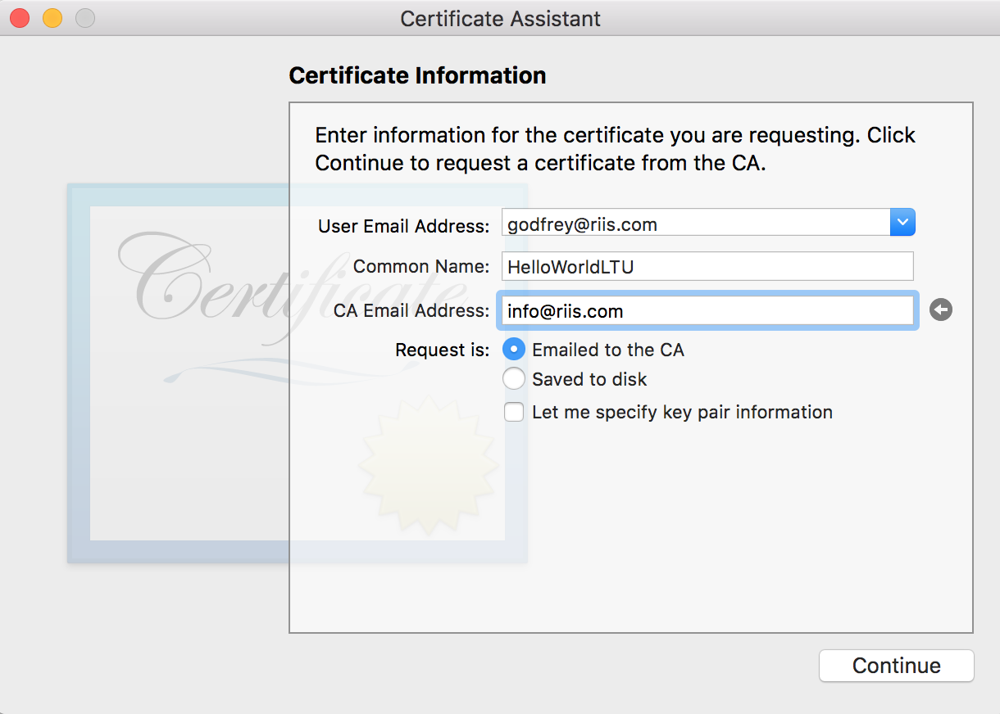 Certificate Assistant
Certificate Information
Enter information for the certificate you are requesting. Click
Continue to request a certificate from the CA.
Certificate
User Email Address: godfrey@riis.com
Common Name: HelloWorldLTU
CA Email Address: info@riis.com
Request is: Emailed to the CA
Saved to disk
Let me specify key pair information
Continue